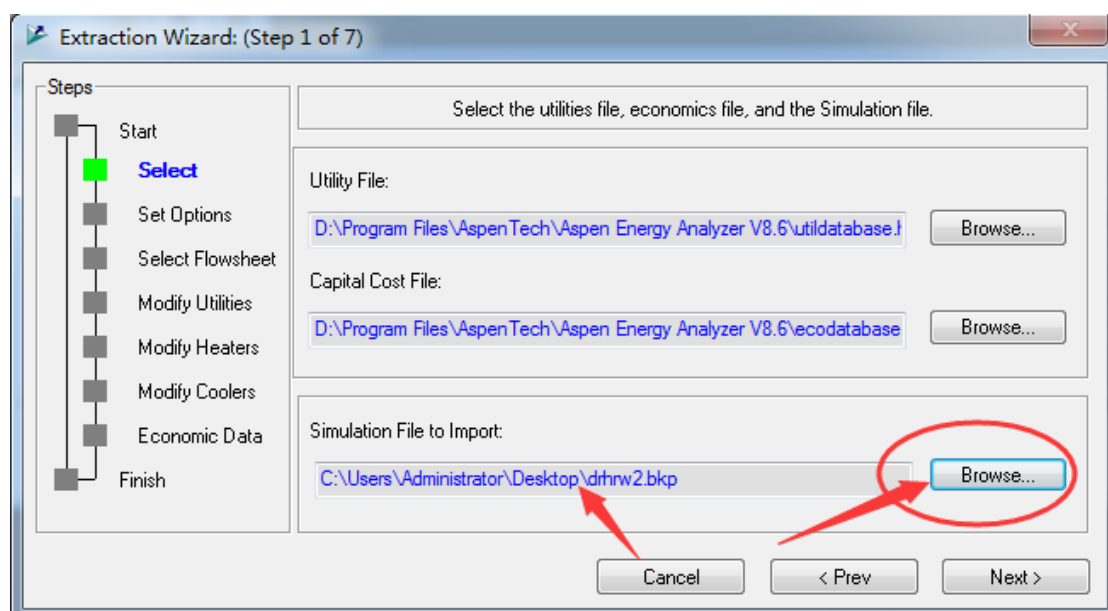 Extraction Wizard: (Step 1 of 7)
Steps
Start
Select
Set Options
Select Flowsheet
Modify Utilities
Modify Heaters
Modify Coolers
Economic Data
Finish
Select the utilities file, economics file, and the Simulation file.
Utility File:
D:\Program Files\AspenTech\Aspen Energy Analyzer V8.6\utildatabase.h
Browse...
Capital Cost File:
D:\Program Files\AspenTech\Aspen Energy Analyzer V8.6\ecodatabase
Browse...
Simulation File to Import:
C:\Users\Administrator\Desktop\drhrw2.bkp
Browse...
Cancel
< Prev
Next >